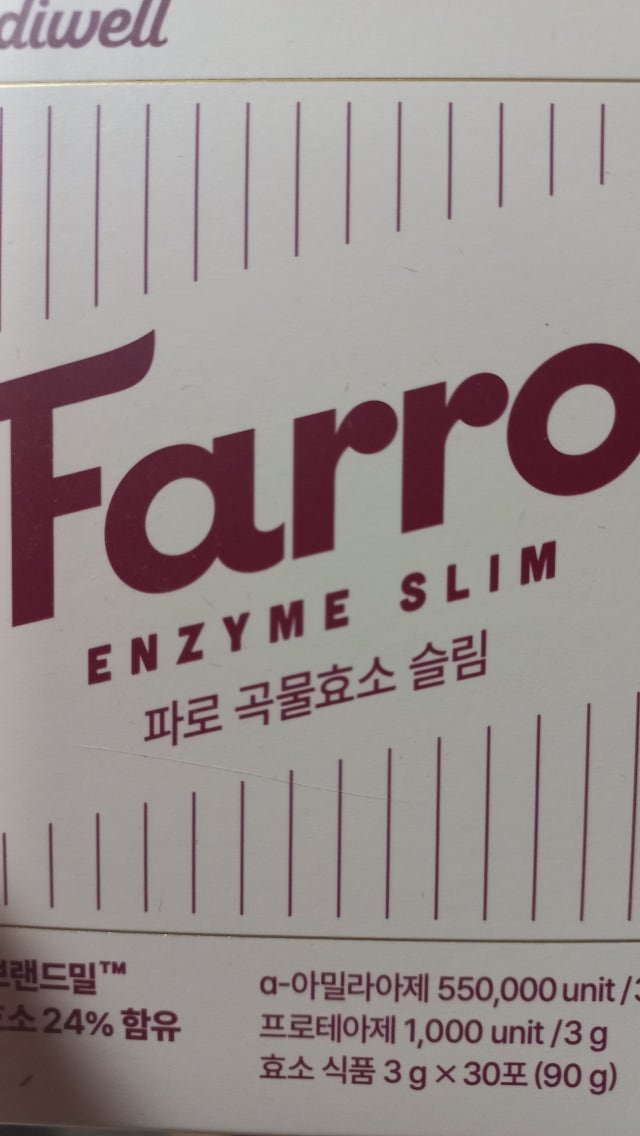 diwell
Farro
ENZYME SLIM
파로 곡물효소 슬림
브랜드밀™
효소 24% 함유
α-아밀라아제 550,000 unit /3
프로테아제 1,000 unit /3 g
효소 식품 3 g × 30포 (90 g)